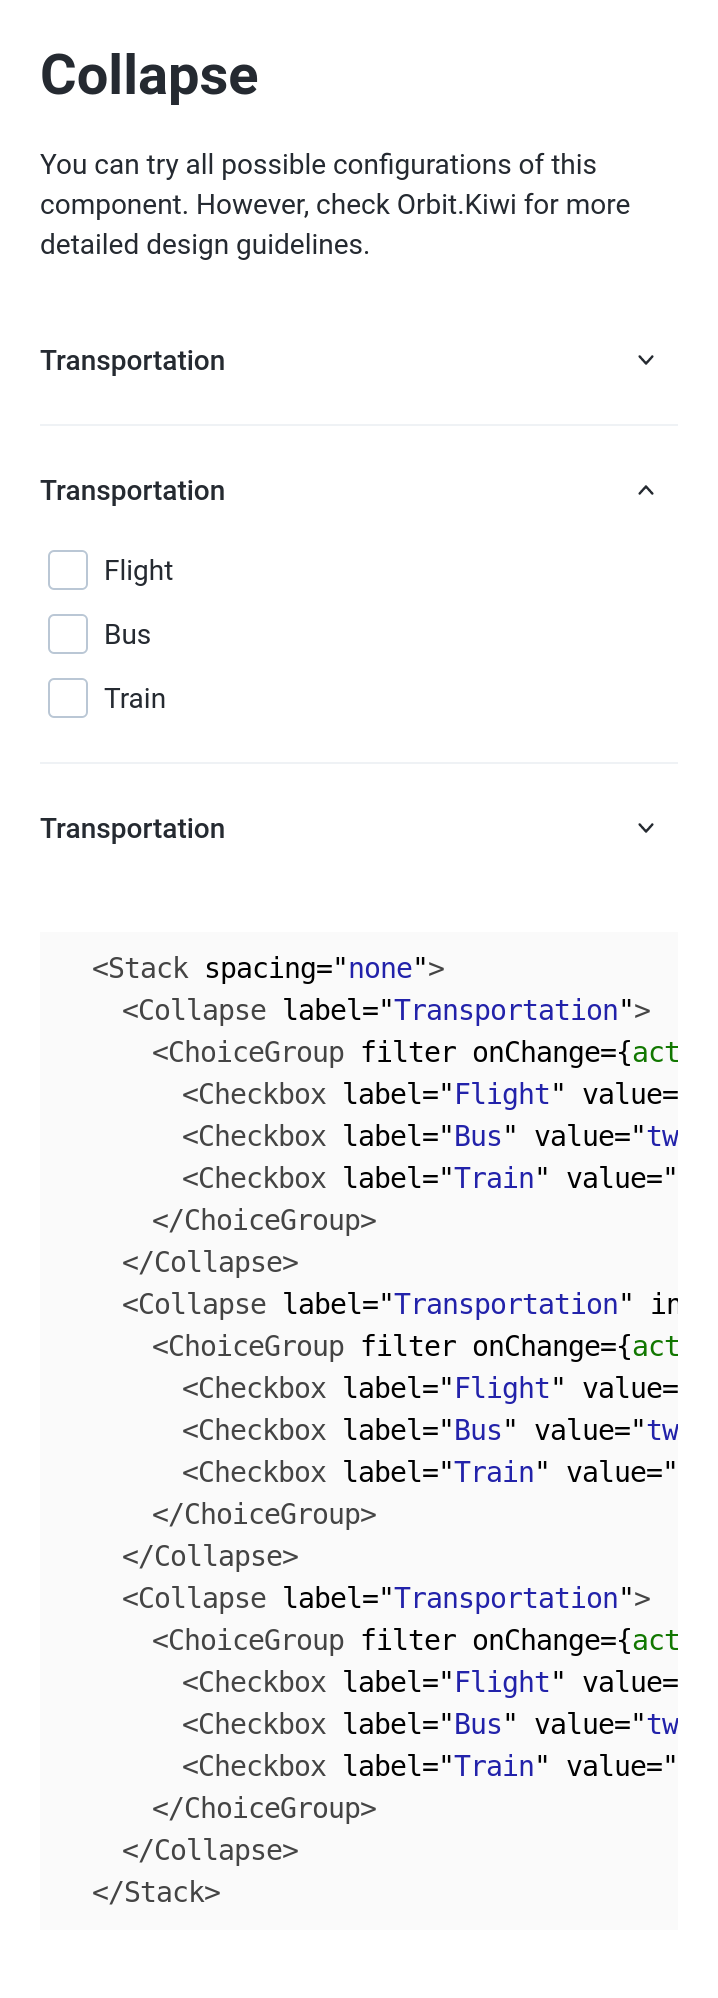 Collapse
You can try all possible configurations of this
component. However, check Orbit.Kiwi for more
detailed design guidelines.
Transportation
Transportation
Flight
Bus
Train
Transportation
<Stack spacing="none">
<Collapse label="Transportation">
<ChoiceGroup filter onChange={act
<Checkbox label="Flight" value=
<Checkbox label="Bus" value="tw
<Checkbox label="Train" value="
</ChoiceGroup>
</Collapse>
<Collapse label="Transportation" in
<ChoiceGroup filter onChange={act
<Checkbox label="Flight" value=
<Checkbox label="Bus" value="tw
<Checkbox label="Train" value="
</ChoiceGroup>
</Collapse>
<Collapse label="Transportation">
<ChoiceGroup filter onChange={act
<Checkbox label="Flight" value=
<Checkbox label="Bus" value="tw
<Checkbox label="Train" value="
</ChoiceGroup>
</Collapse>
</Stack>